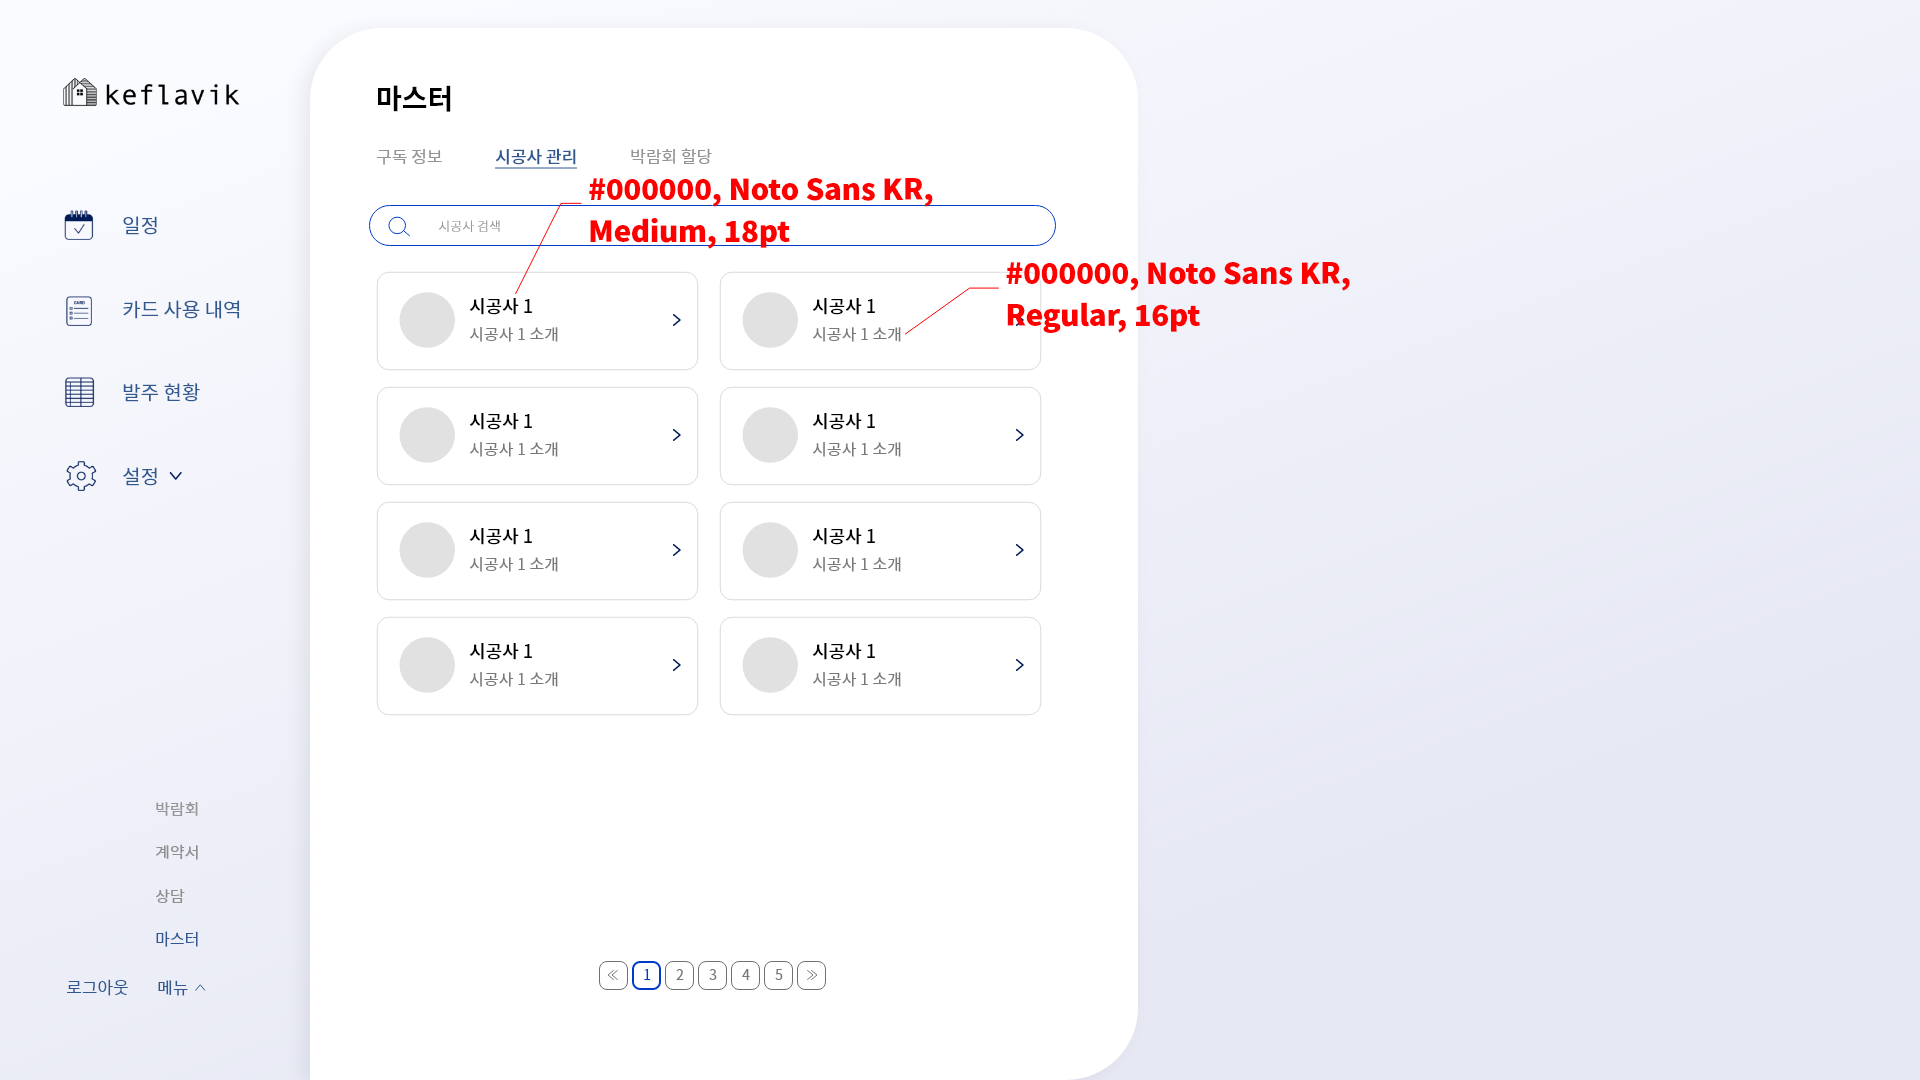 keflavik
일정
카드 사용 내역
발주 현황
설정
박람회
계약서
상담
마스터
로그아웃 메뉴
마스터
구독 정보 시공사 관리 박람회 할당
#000000, Noto Sans KR,
Medium, 18pt
시공사 검색
#000000, Noto Sans KR,
Regular, 16pt
시공사 1
시공사 1 소개
시공사 1
시공사 1 소개
시공사 1
시공사 1 소개
시공사 1
시공사 1 소개
시공사 1
시공사 1 소개
시공사 1
시공사 1 소개
시공사 1
시공사 1 소개
시공사 1
시공사 1 소개
1 2 3 4 5